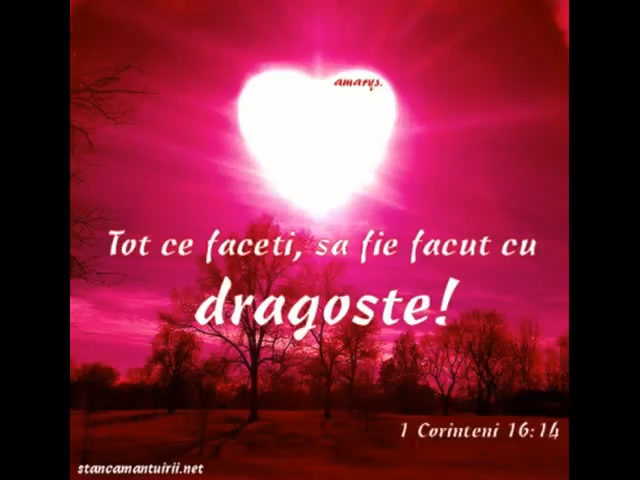 amarys.
Tot ce faceti, sa fie facut cu
dragoste!
1 Corinteni 16:14
stancamantuirii.net